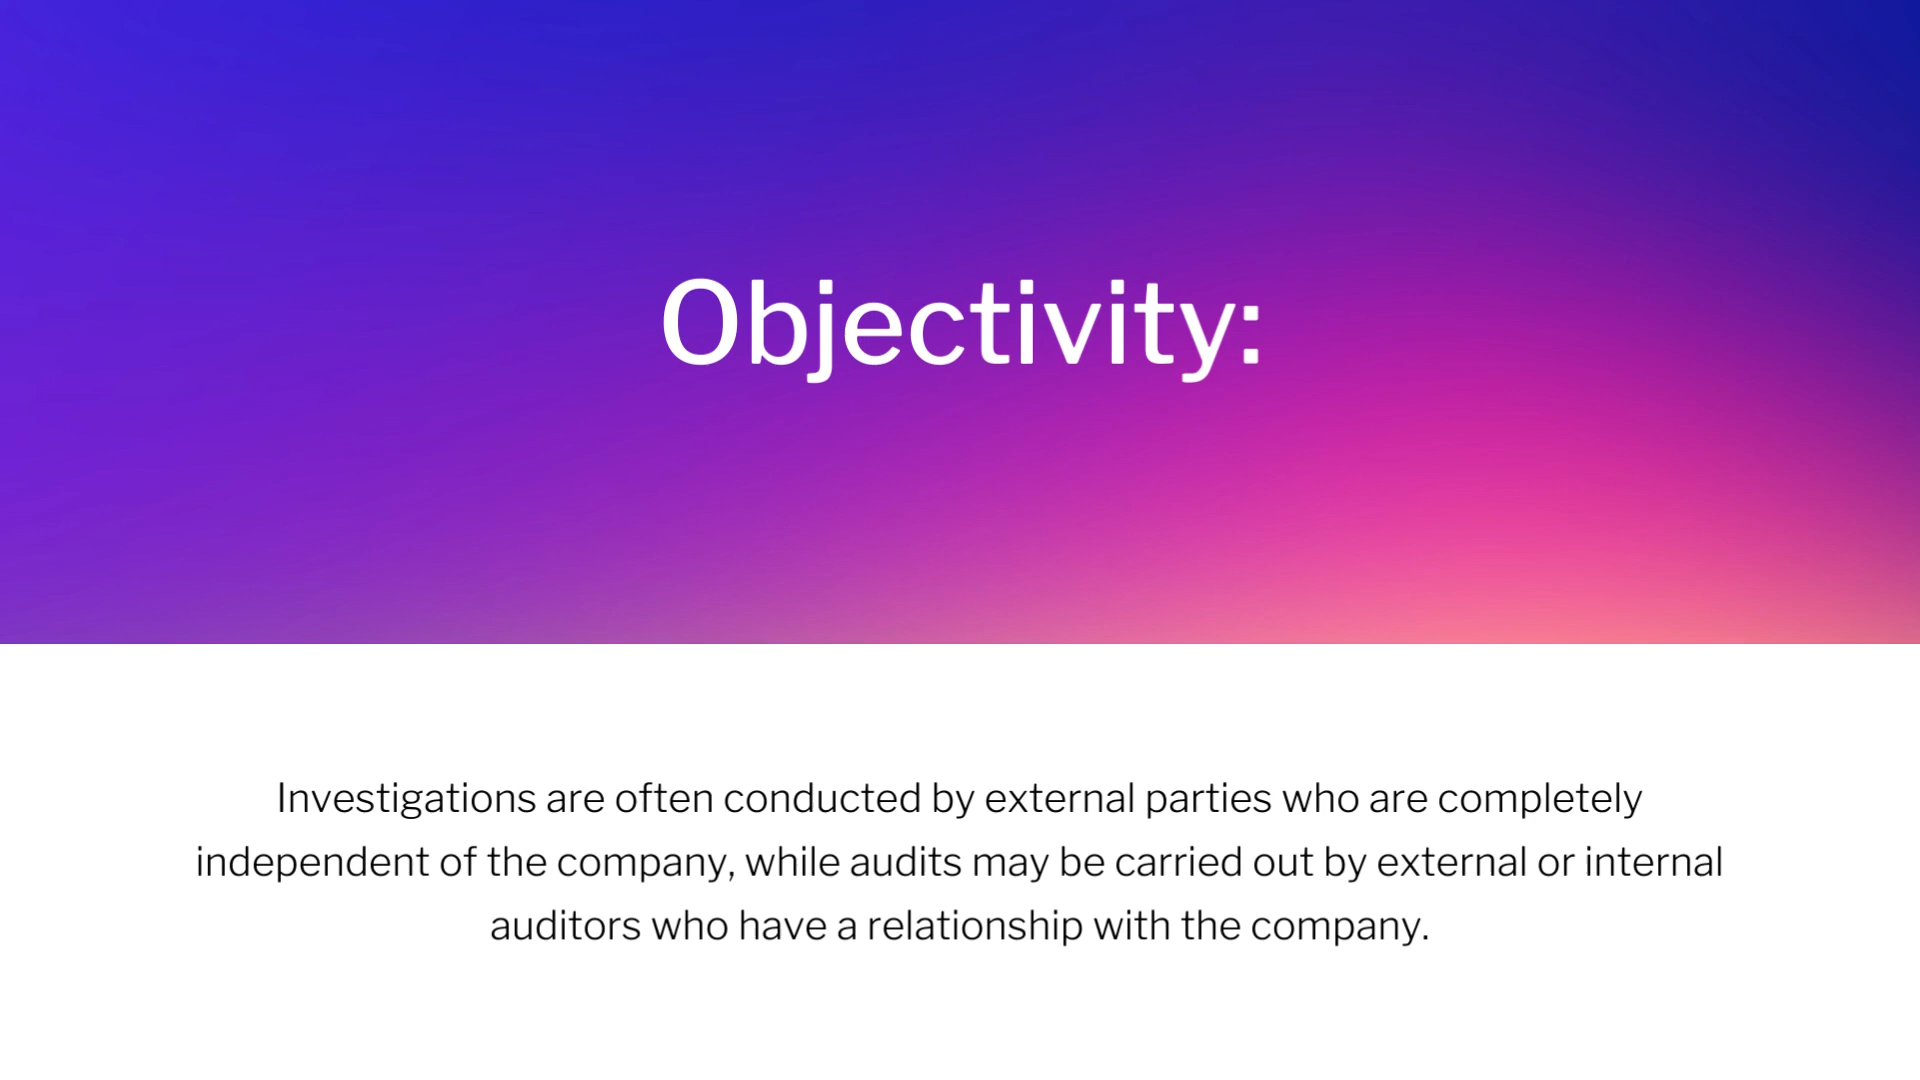 Objectivity:
Investigations are often conducted by external parties who are completely
independent of the company, while audits may be carried out by external or internal
auditors who have a relationship with the company.